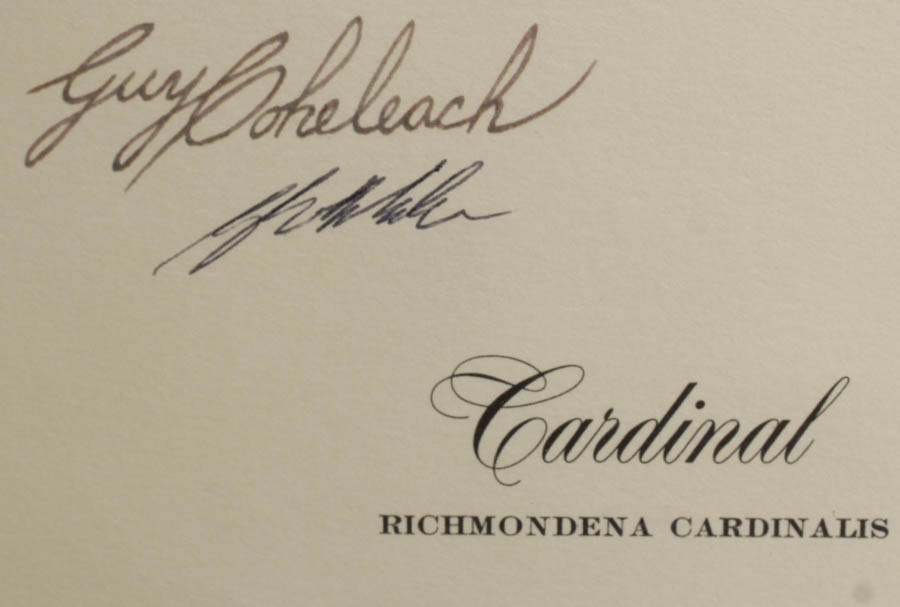 Guy Coheleach
Cardinal
RICHMONDENA CARDINALIS